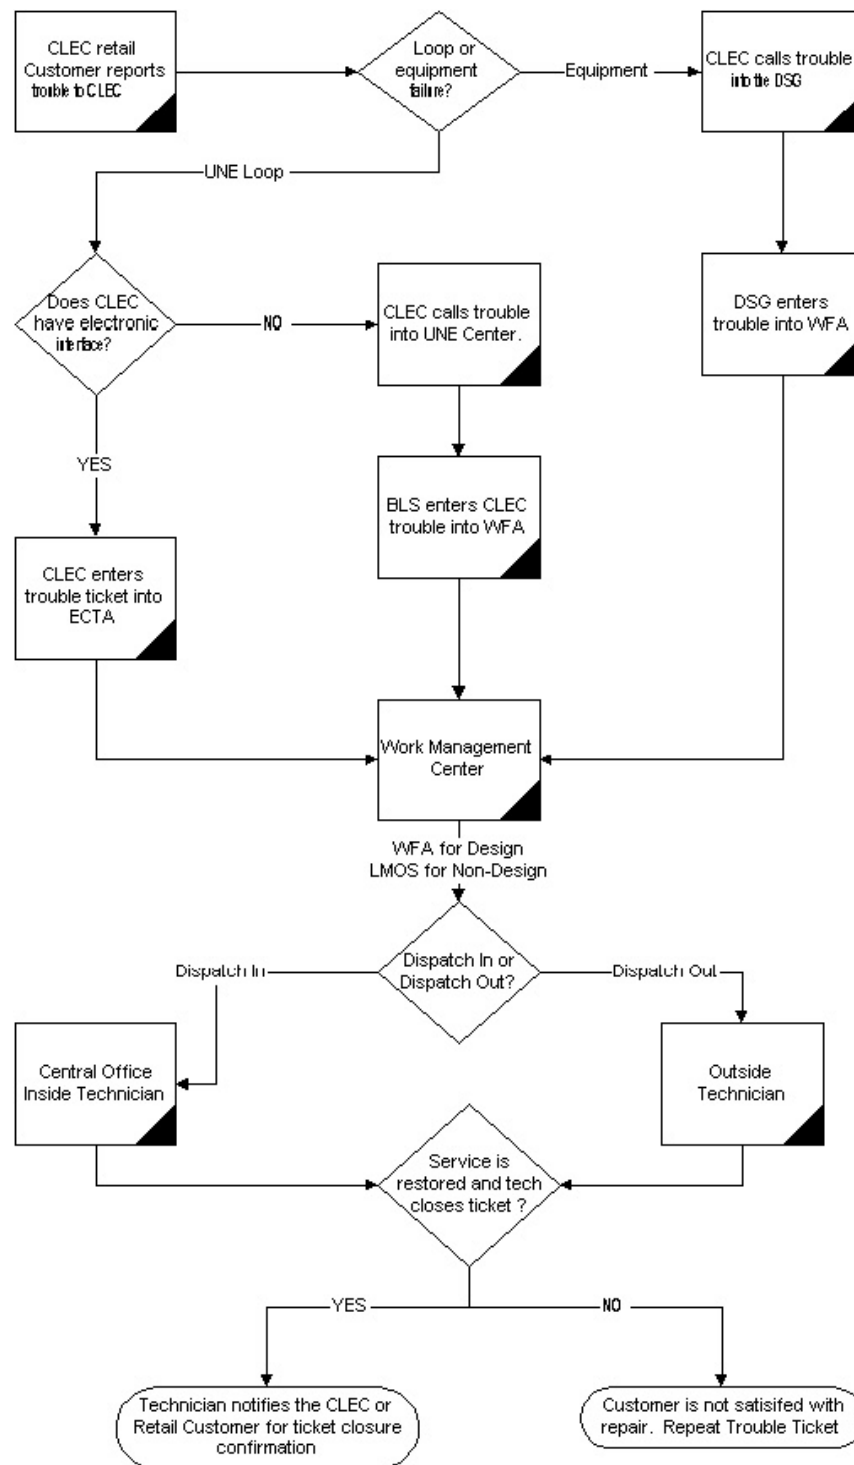 CLEC retail
Customer reports
trouble to CLEC
Loop or
equipment
failure?
Equipment
CLEC calls trouble
into the DSG
UNE Loop
Does CLEC
have electronic
interface?
NO
CLEC calls trouble
into UNE Center.
DSG enters
trouble into WFA
YES
BLS enters CLEC
trouble into WFA
CLEC enters
trouble ticket into
ECTA
Work Management
Center
WFA for Design
LMOS for Non-Design
Dispatch In or
Dispatch Out?
Dispatch In
Dispatch Out
Central Office
Inside Technician
Outside
Technician
Service is
restored and tech
closes ticket ?
YES
NO
Technician notifies the CLEC or
Retail Customer for ticket closure
confirmation
Customer is not satisifed with
repair. Repeat Trouble Ticket